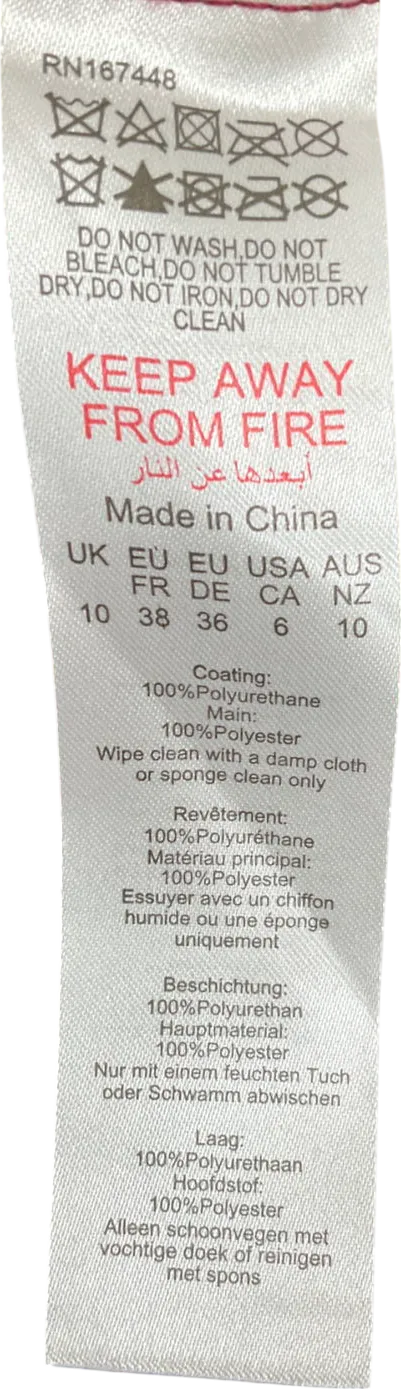 RN167448
DO NOT WASH,DO NOT
BLEACH,DO NOT TUMBLE
DRY,DO NOT IRON,DO NOT DRY
CLEAN
KEEP AWAY
FROM FIRE
أبعدها عن النار
Made in China
UK EU EU USA AUS
FR DE CA NZ
10 38 36 6 10
Coating:
100%Polyurethane
Main:
100%Polyester
Wipe clean with a damp cloth
or sponge clean only
Revêtement:
100%Polyuréthane
Matériau principal:
100%Polyester
Essuyer avec un chiffon
humide ou une éponge
uniquement
Beschichtung:
100%Polyurethan
Hauptmaterial:
100%Polyester
Nur mit einem feuchten Tuch
oder Schwamm abwischen
Laag:
100%Polyurethaan
Hoofdstof:
100%Polyester
Alleen schoonvegen met
vochtige doek of reinigen
met spons